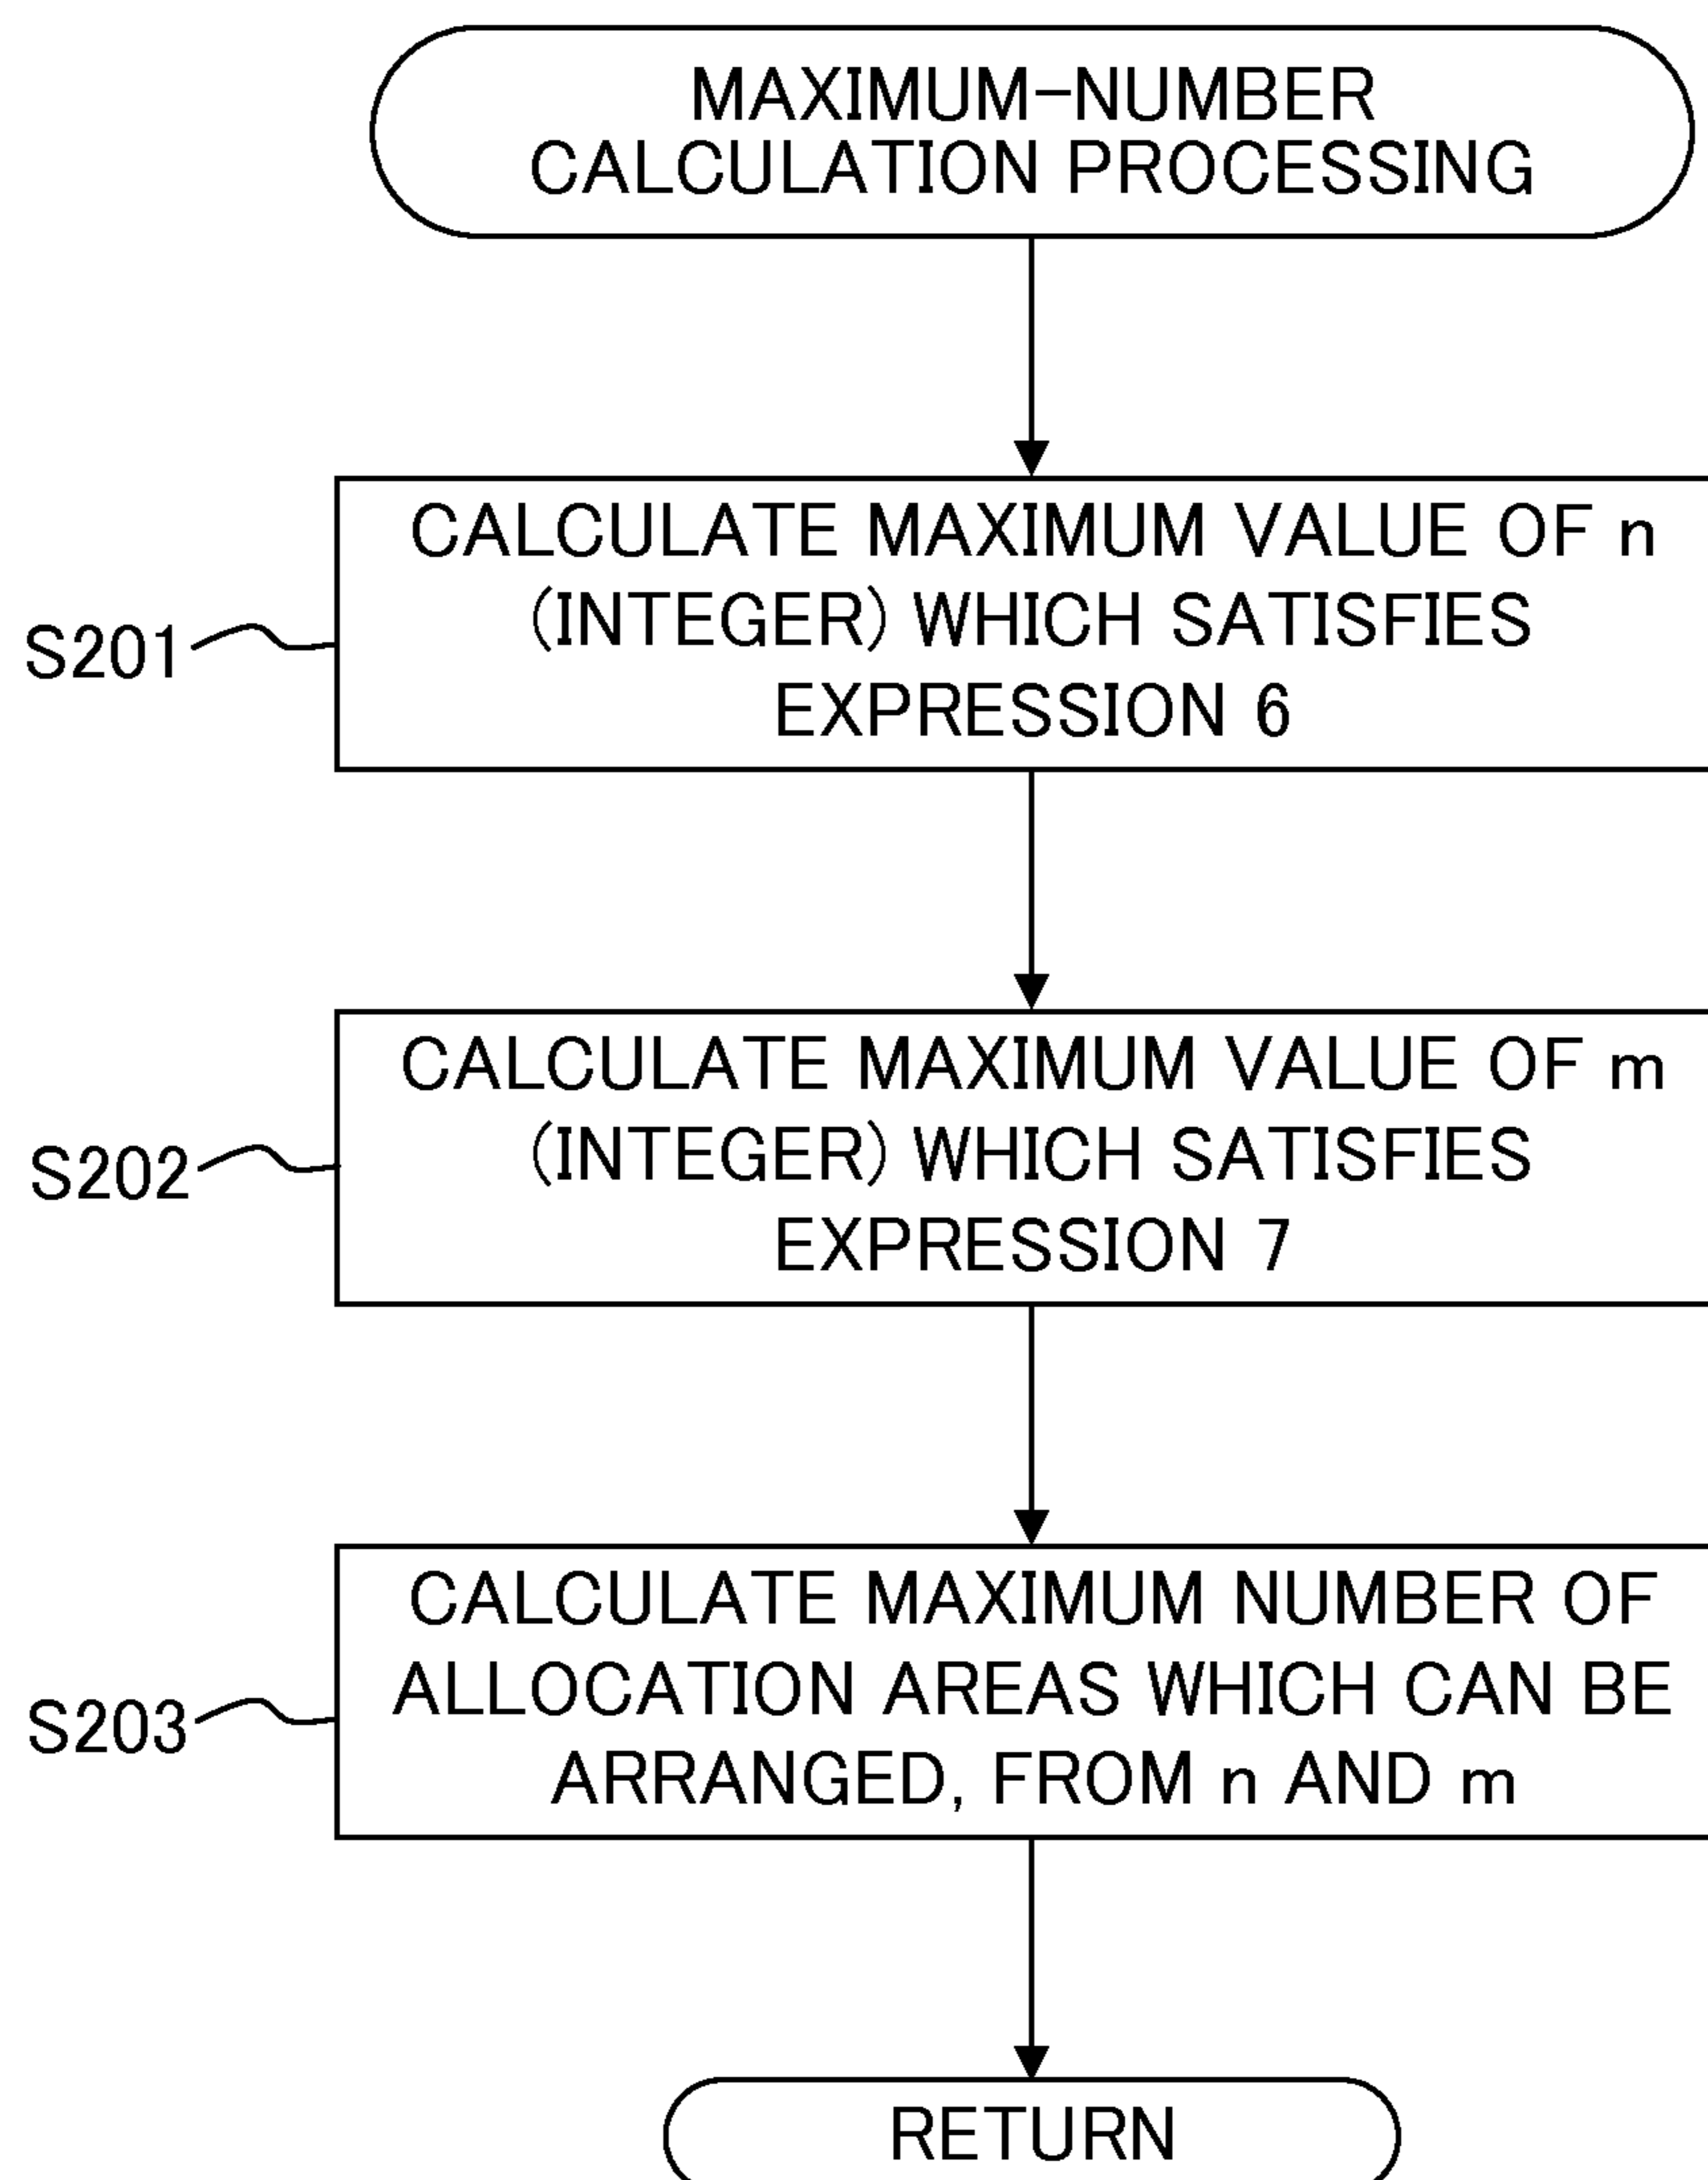 MAXIMUM-NUMBER
CALCULATION PROCESSING
CALCULATE MAXIMUM VALUE OF n
(INTEGER) WHICH SATISFIES
EXPRESSION 6
S201
CALCULATE MAXIMUM VALUE OF m
(INTEGER) WHICH SATISFIES
EXPRESSION 7
S202
CALCULATE MAXIMUM NUMBER OF
ALLOCATION AREAS WHICH CAN BE
ARRANGED, FROM n AND m
S203
RETURN